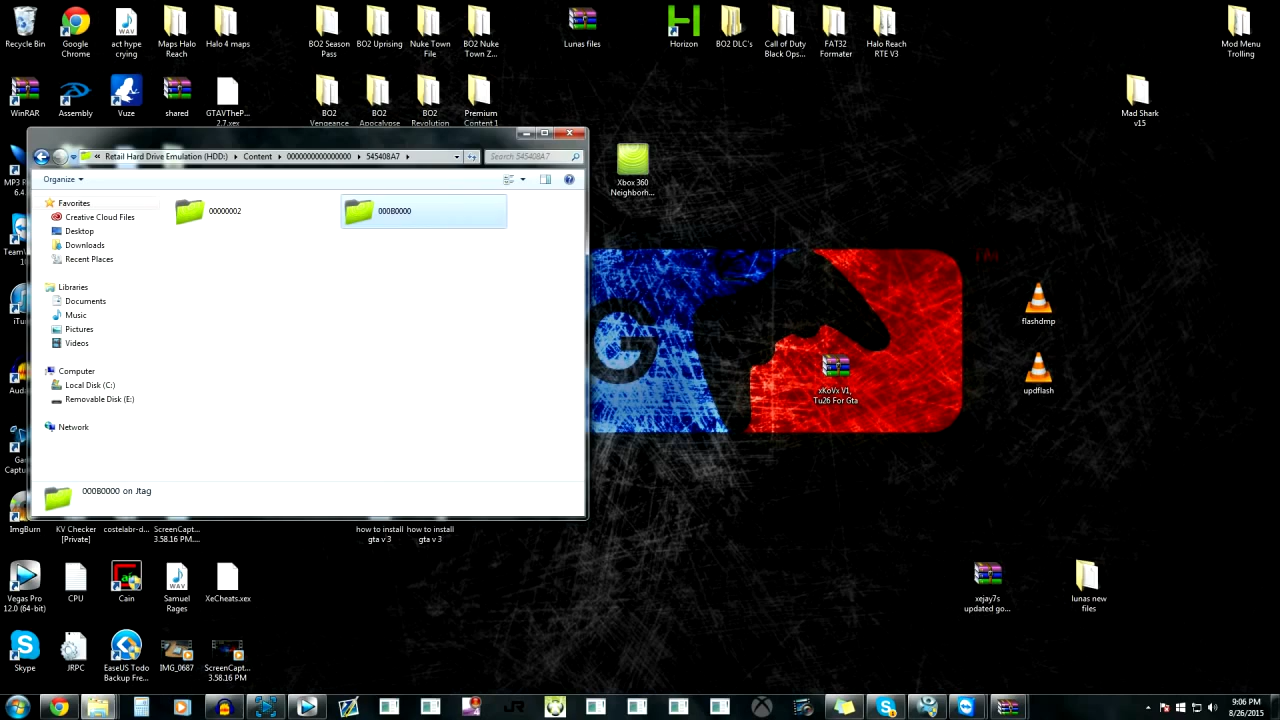 Recycle Bin
Google
Chrome
act hype
crying
Maps Halo
Reach
Halo 4 maps
BO2 Season
Pass
BO2 Uprising
Nuke Town
File
BO2 Nuke
Town Z...
Lunas files
Horizon
BO2 DLC's
Call of Duty
Black Ops...
FAT32
Formater
Halo Reach
RTE V3
Mod Menu
Trolling
WinRAR
Assembly
Vuze
shared
GTAVTheP...
2.7.xex
BO2
Vengeance
BO2
Apocalypse
BO2
Revolution
Premium
Content 1
Mad Shark
v15
« Retail Hard Drive Emulation (HDD:)
Content
0000000000000000
545408A7
Search 545408A7
Organize
Favorites
Creative Cloud Files
Desktop
Downloads
Recent Places
Libraries
Documents
Music
Pictures
Videos
Computer
Local Disk (C:)
Removable Disk (E:)
Network
00000002
000B0000
000B0000 on Jtag
MP3 R
6.4
Team
iTu
Auda
Ga
Captu
Xbox 360
Neighborh...
G
flashdmp
updflash
xKoVx V1,
Tu26 For Gta
ImgBurn
KV Checker
[Private]
costelabr-d...
ScreenCapt...
3.58.16 PM....
how to install
gta v 3
how to install
gta v 3
Vegas Pro
12.0 (64-bit)
CPU
Cain
Samuel
Rages
XeCheats.xex
xejay7s
updated go...
lunas new
files
Skype
JRPC
EaseUS Todo
Backup Fre...
IMG_0687
ScreenCapt...
3.58.16 PM
JR
9:06 PM
8/26/2015